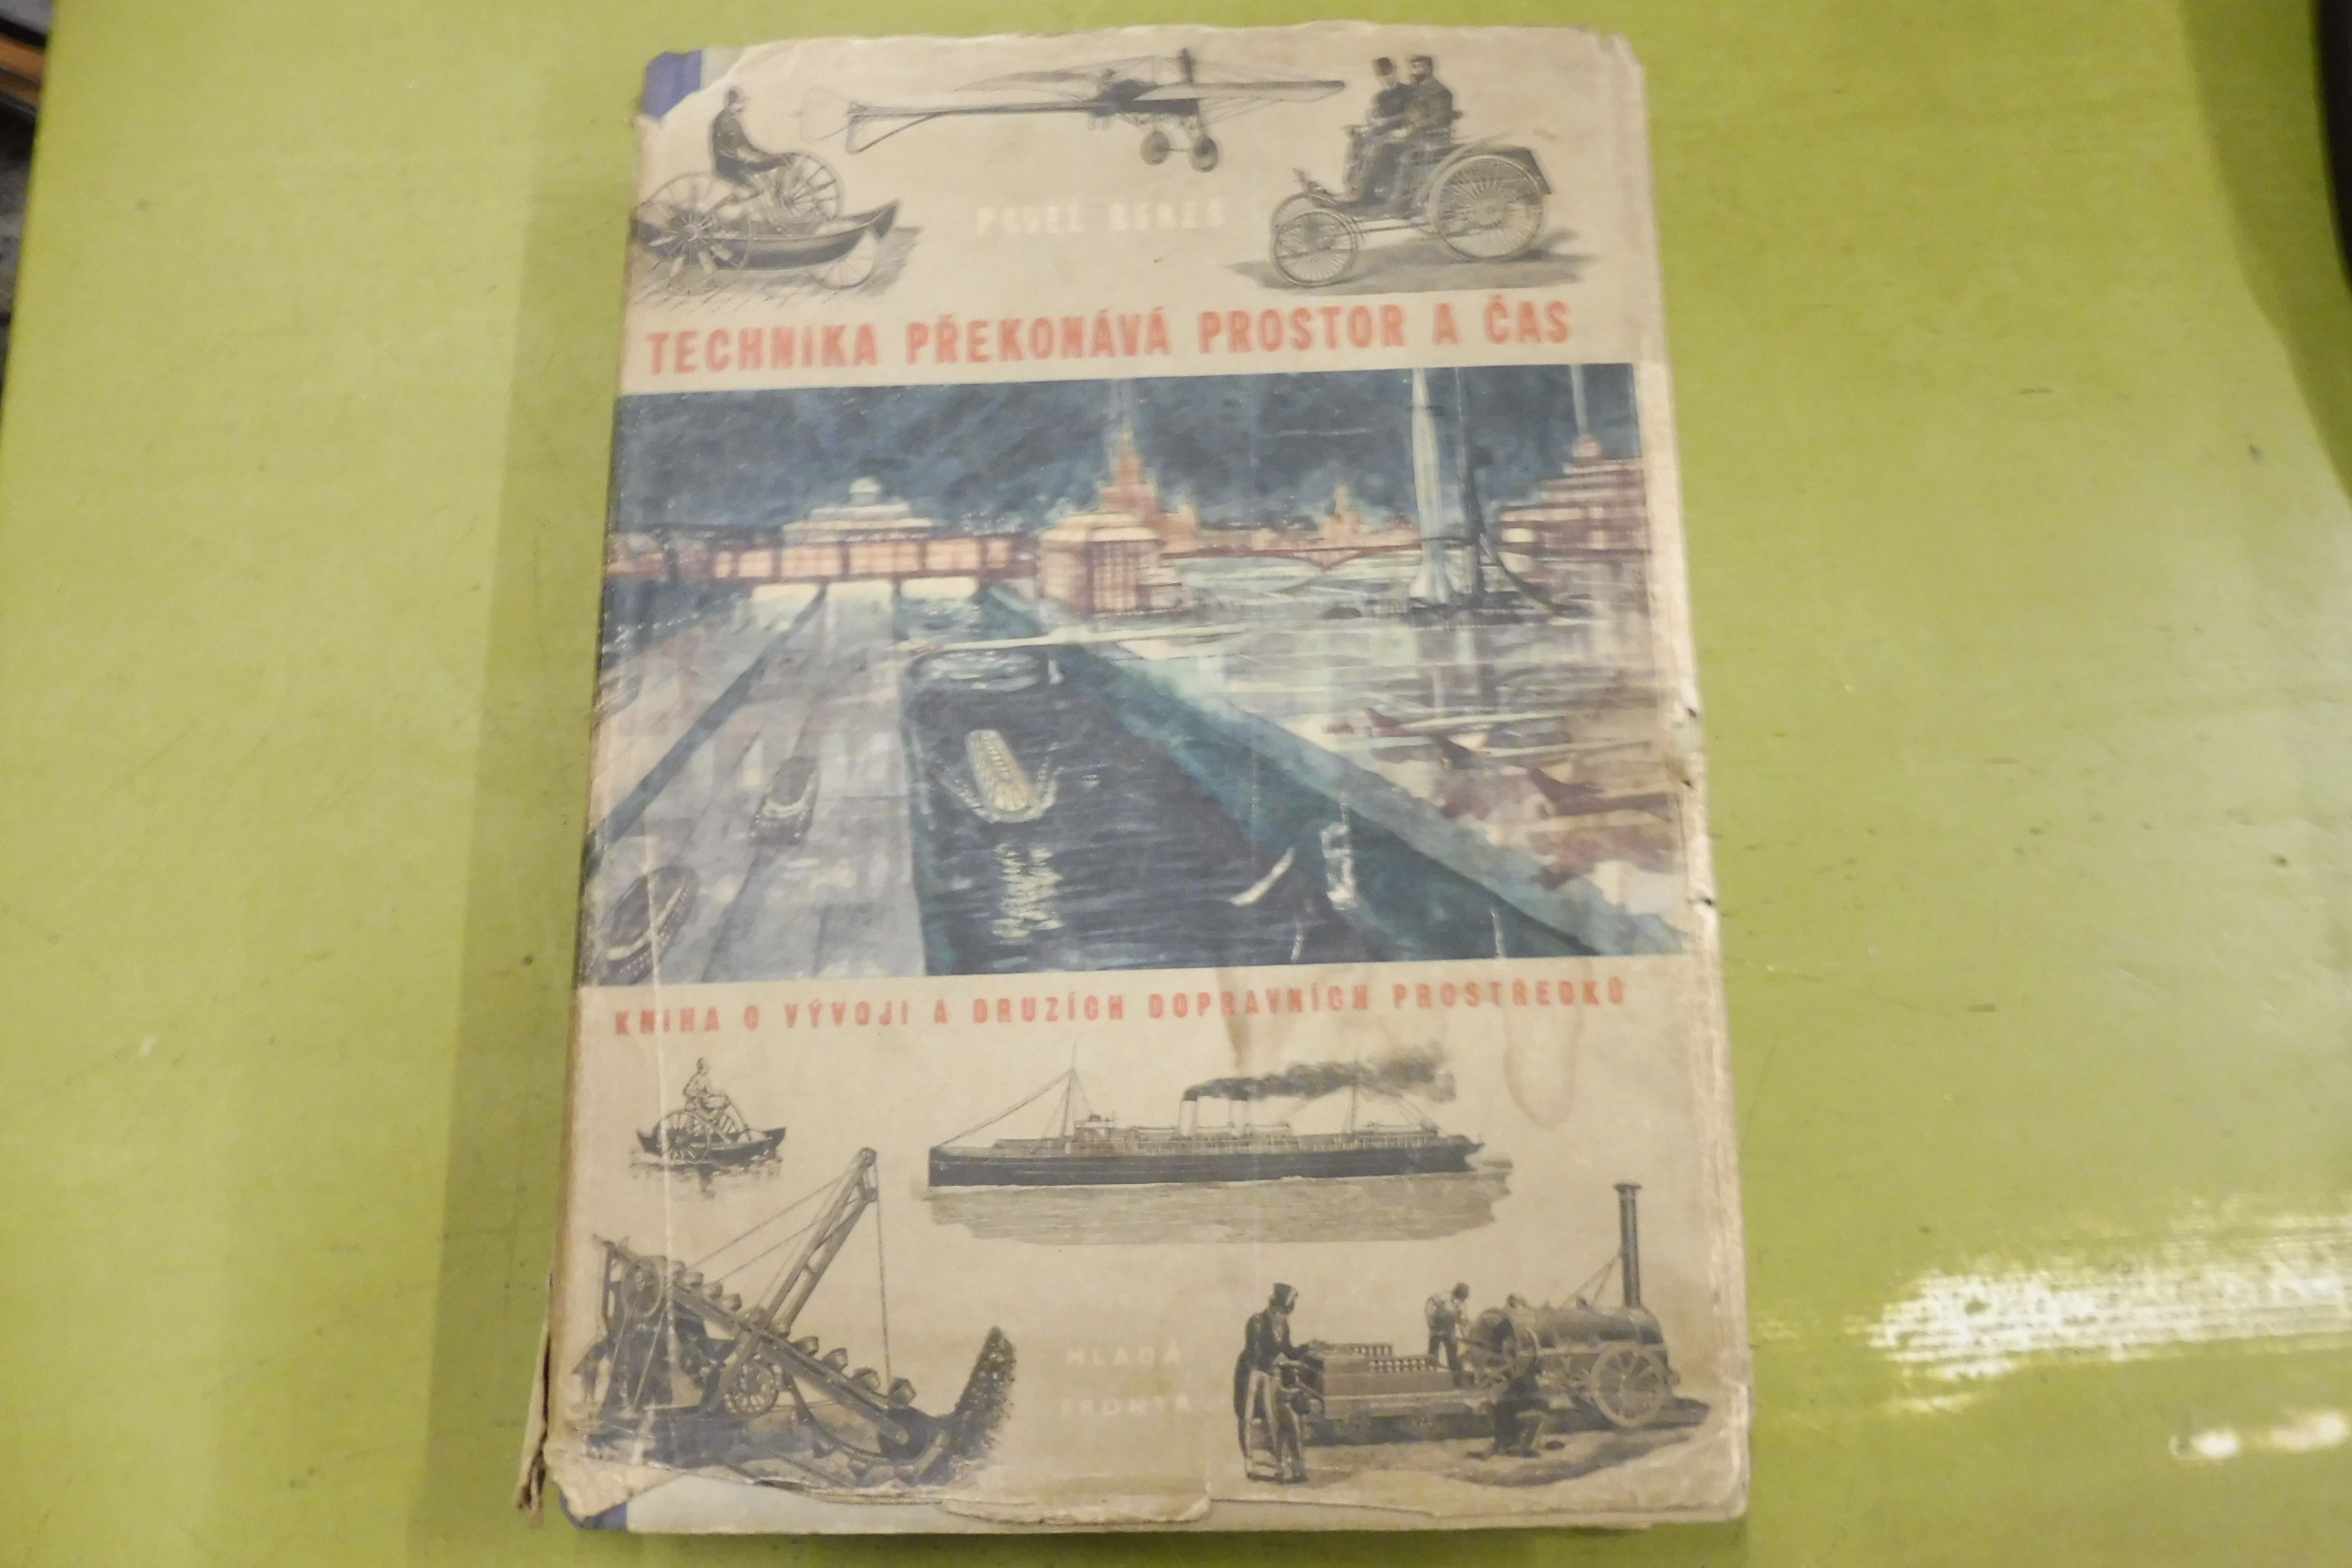 PAVEL BENEŠ
TECHNIKA PŘEKONÁVÁ PROSTOR A ČAS
KNIHA O VÝVOJI A DRUZÍCH DOPRAVNÍCH PROSTŘEDKŮ
MLADÁ
FRONTA